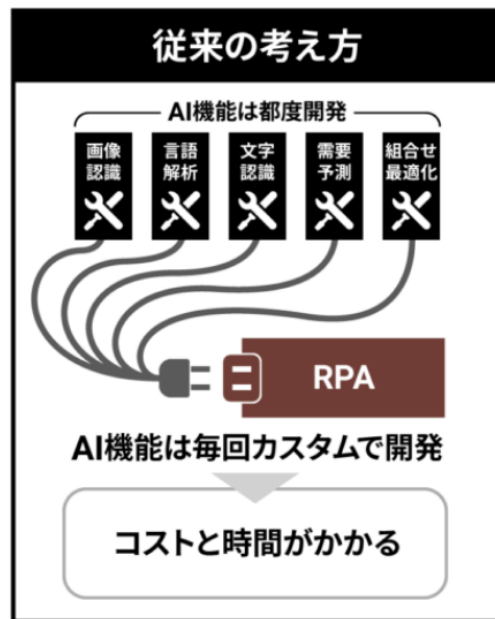 従来の考え方
AI機能は都度開発
画像
認識
言語
解析
文字
認識
需要
予測
組合せ
最適化
RPA
AI機能は毎回カスタムで開発
コストと時間がかかる